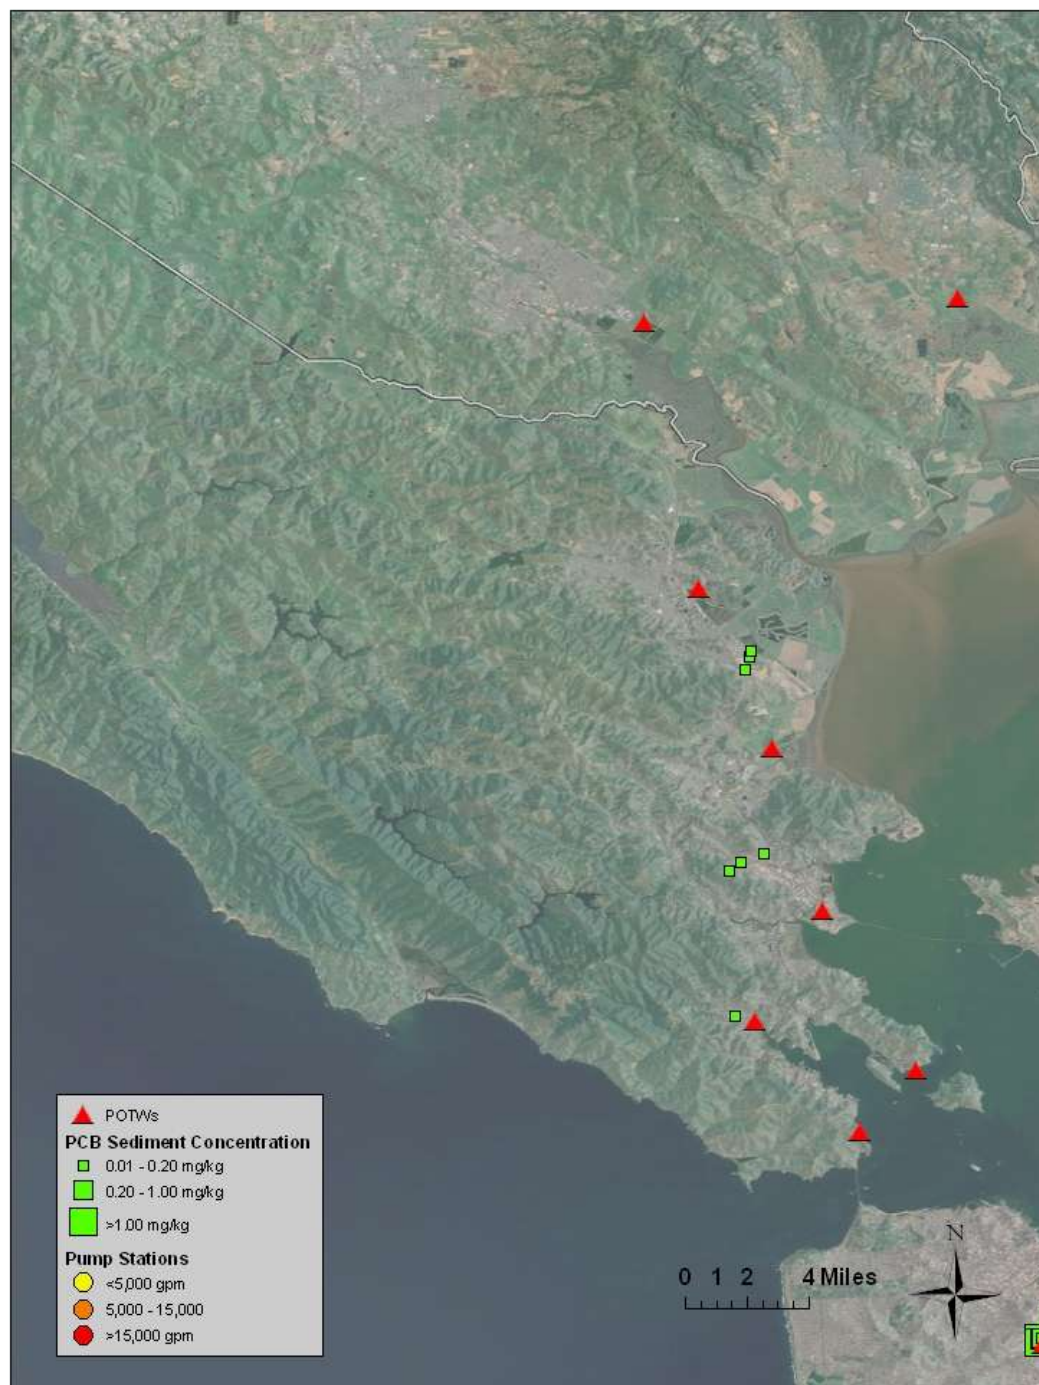 POTWs
PCB Sediment Concentration
0.01 - 0.20 mg/kg
0.20 - 1.00 mg/kg
>1.00 mg/kg
Pump Stations
<5,000 gpm
5,000 - 15,000
>15,000 gpm
0 1 2 4 Miles
N